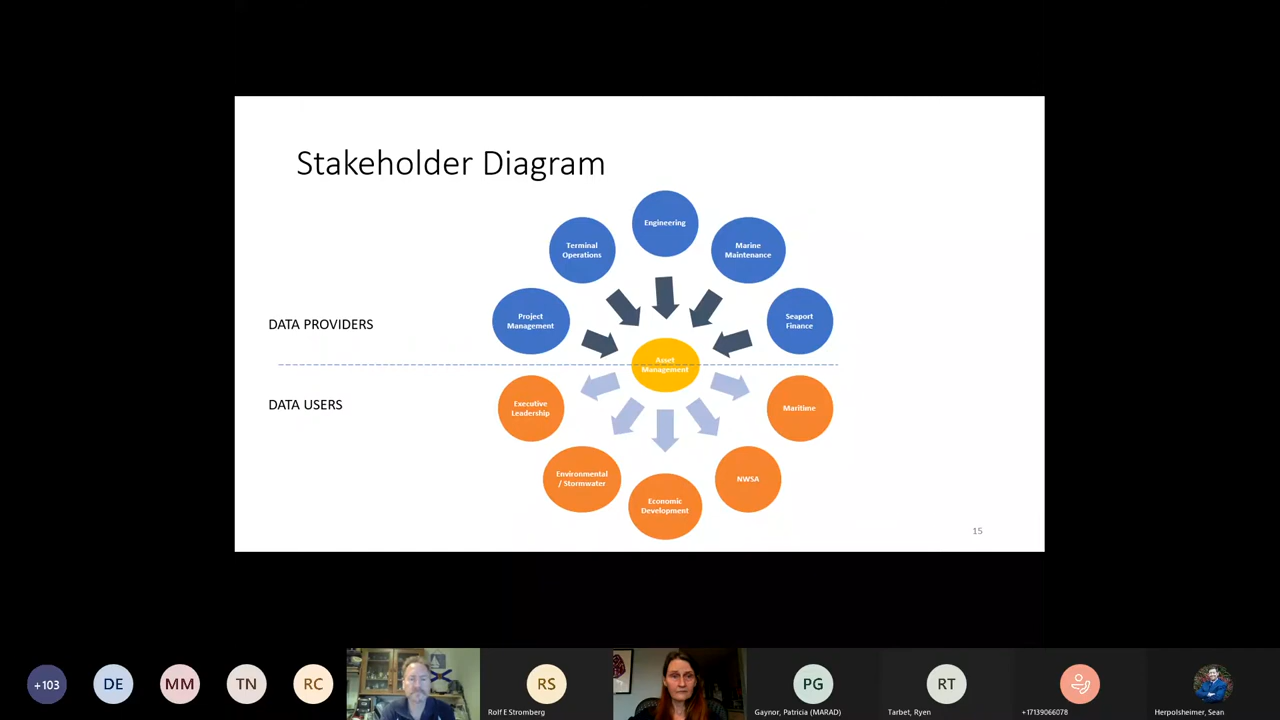 Stakeholder Diagram
Engineering
Terminal
Operations
Marine
Maintenance
Project
Management
Seaport
Finance
DATA PROVIDERS
Asset
Management
DATA USERS
Executive
Leadership
Maritime
Environmental
/ Stormwater
NWSA
Economic
Development
15
+103
DE
MM
TN
RC
RS
Rolf E Stromberg
PG
Gaynor, Patricia (MARAD)
RT
Tarbet, Ryen
+17139066078
Herpolsheimer, Sean